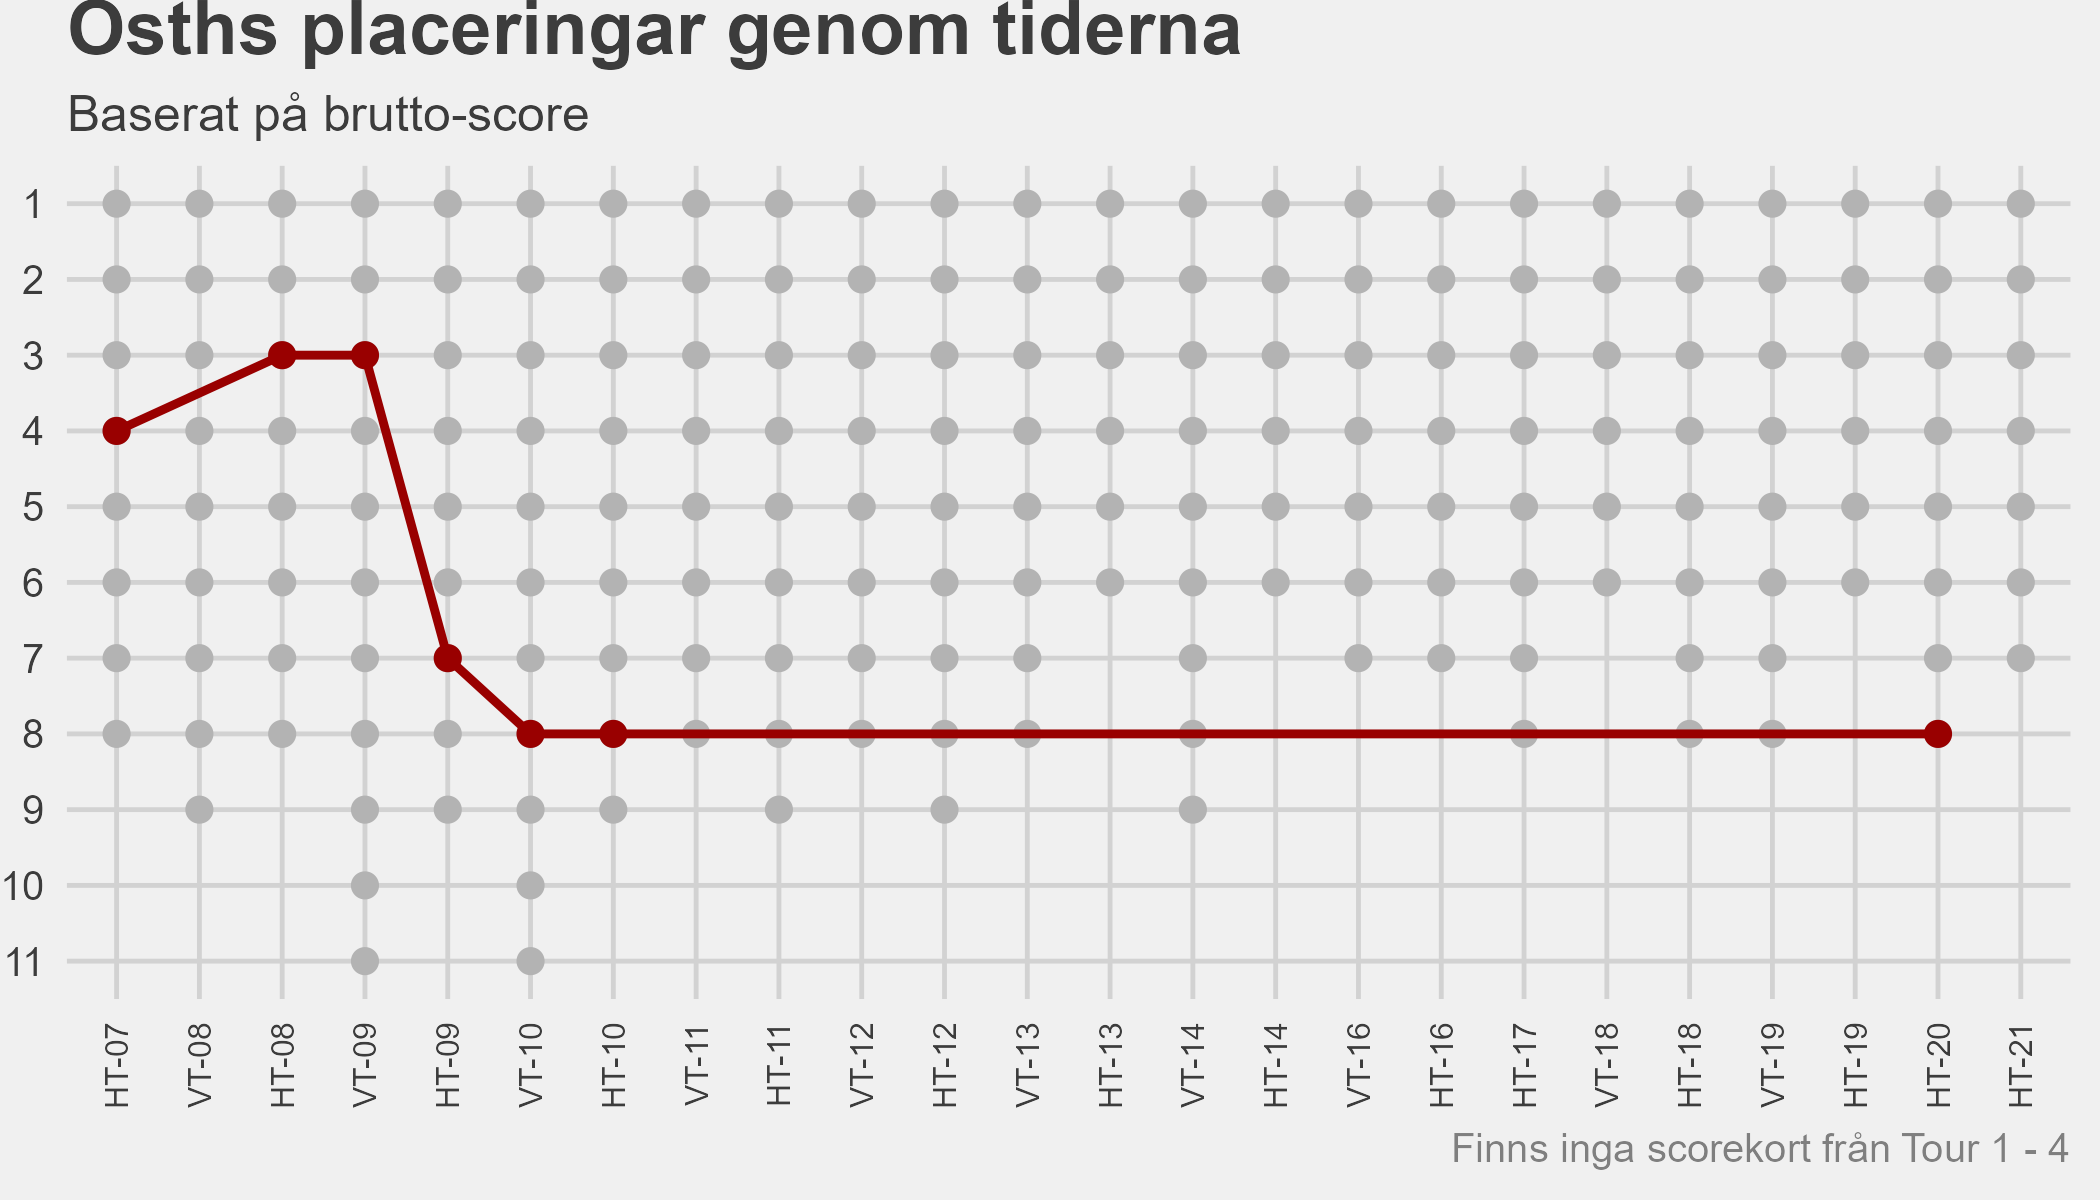 Osths placeringar genom tiderna
Baserat på brutto-score
1
2
3
4
5
6
7
8
9
10
11
HT-07
VT-08
HT-08
VT-09
HT-09
VT-10
HT-10
VT-11
HT-11
VT-12
HT-12
VT-13
HT-13
VT-14
HT-14
VT-16
HT-16
HT-17
VT-18
HT-18
VT-19
HT-19
HT-20
HT-21
Finns inga scorekort från Tour 1 - 4